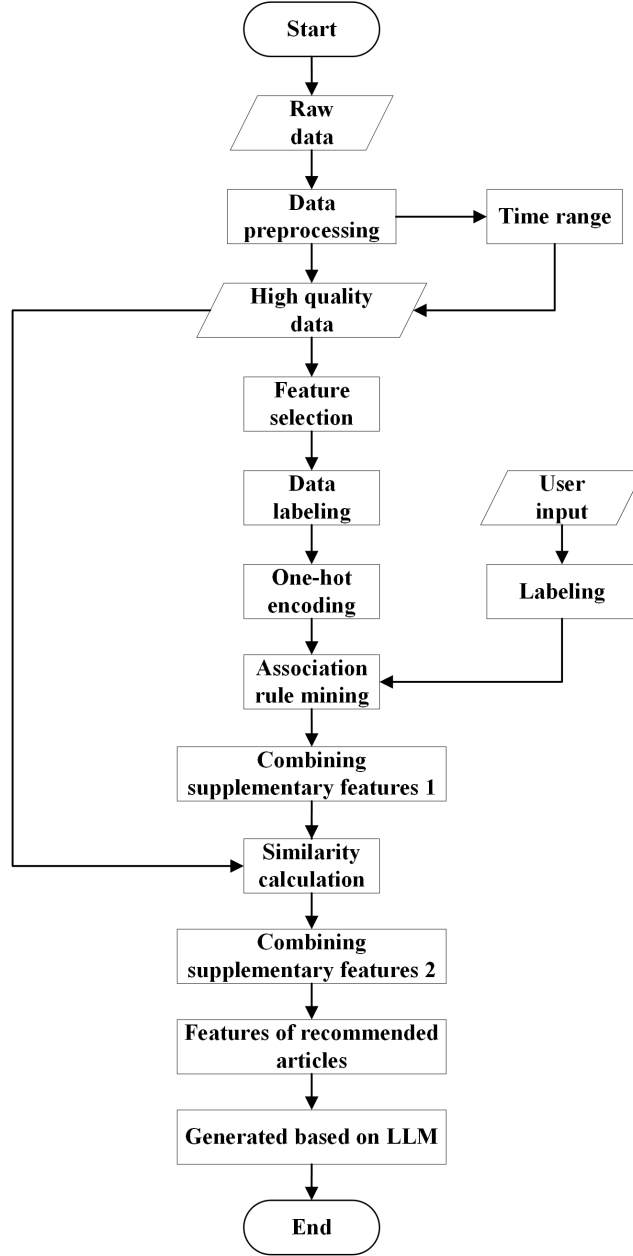 Start
Raw
data
Data
preprocessing
Time range
High quality
data
Feature
selection
Data
labeling
User
input
One-hot
encoding
Labeling
Association
rule mining
Combining
supplementary features 1
Similarity
calculation
Combining
supplementary features 2
Features of recommended
articles
Generated based on LLM
End